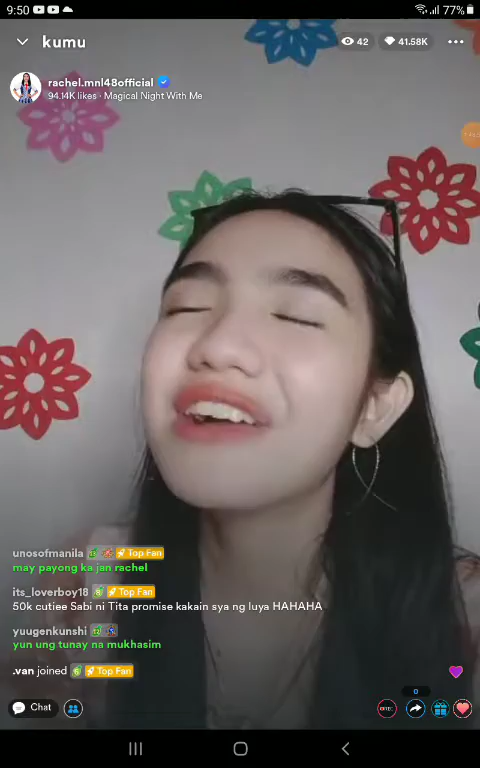 9:50
77%
kumu
42
41.58K
rachel.mnl48official
94.14K likes · Magical Night With Me
unosofmanila Top Fan
may payong ka jan rachel
its_loverboy18 Top Fan
50k cutiee Sabi ni Tita promise kakain sya ng luya HAHAHA
yuugenkunshi
yun ung tunay na mukhasim
.van joined Top Fan
Chat
0